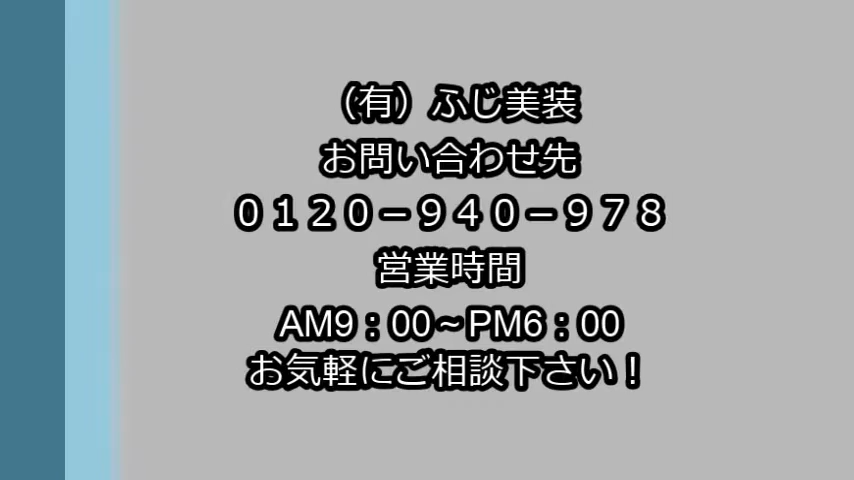 （有）ふじ美装
お問い合わせ先
０１２０－９４０－９７８
営業時間
AM9：00～PM6：00
お気軽にご相談下さい！